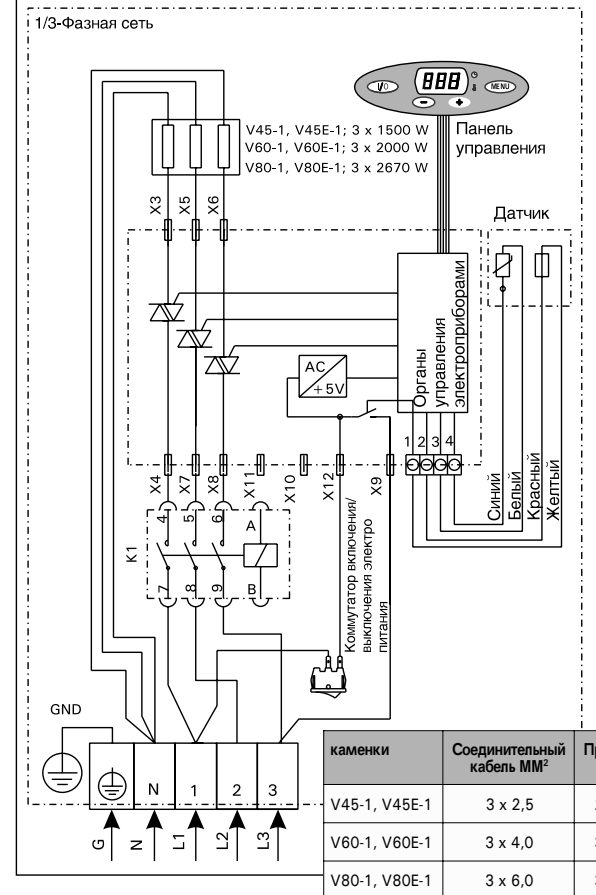 1/3-Фазная сеть
I/O
888
MENU
V45-1, V45E-1; 3 x 1500 W
V60-1, V60E-1; 3 x 2000 W
V80-1, V80E-1; 3 x 2670 W
Панель
управления
X3
X5
X6
Датчик
Органы
управления
электроприборами
AC
+5V
1 2 3 4
X4
X7
X8
X11
X10
X12
X9
Синий
Белый
Красный
Желтый
K1
4
5
6
A
7
8
9
B
Коммутатор включения/
выключения электро
питания
GND
N
1
2
3
G
N
L1
L2
L3
каменки
Соединительный
кабель ММ²
V45-1, V45E-1
3 x 2,5
V60-1, V60E-1
3 x 4,0
V80-1, V80E-1
3 x 6,0